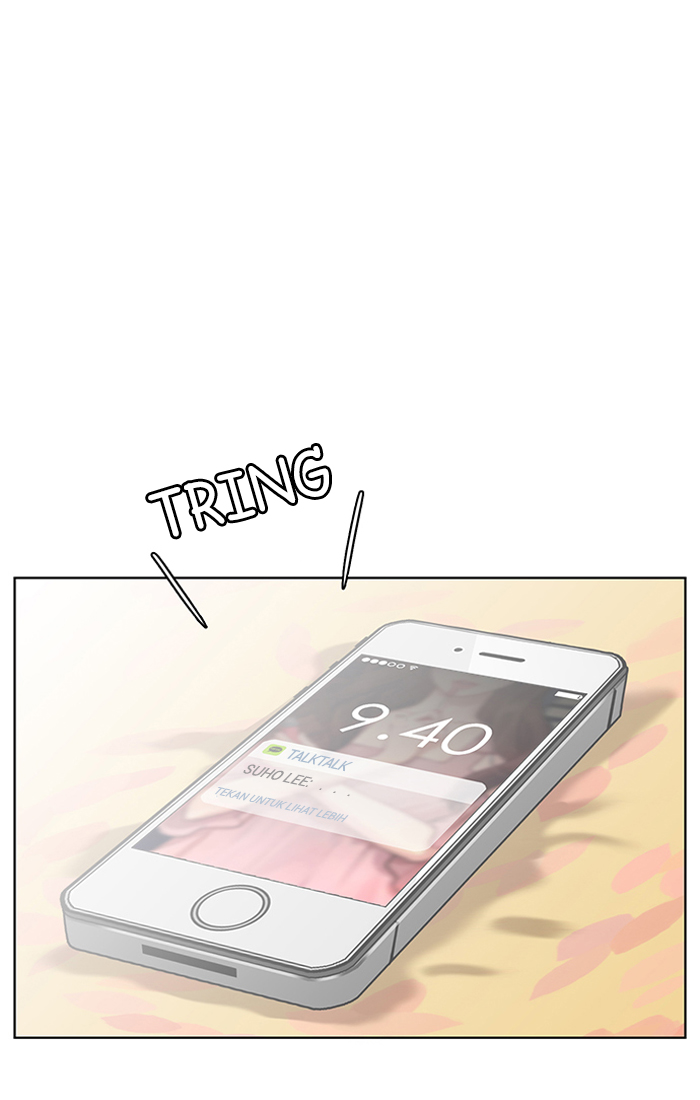 TRING
9.40
TALKTALK
SUHO LEE: . . .
TEKAN UNTUK LIHAT LEBIH